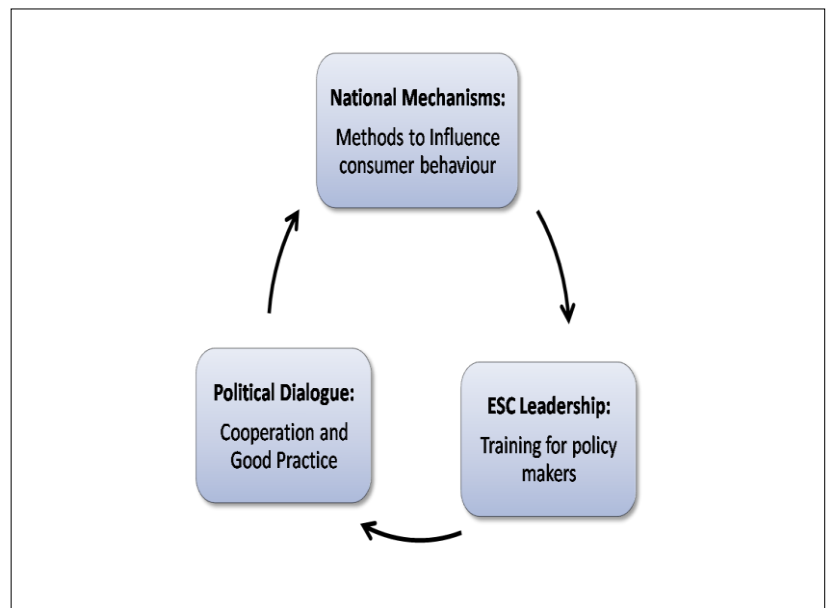 National Mechanisms:
Methods to Influence
consumer behaviour
Political Dialogue:
Cooperation and
Good Practice
ESC Leadership:
Training for policy
makers